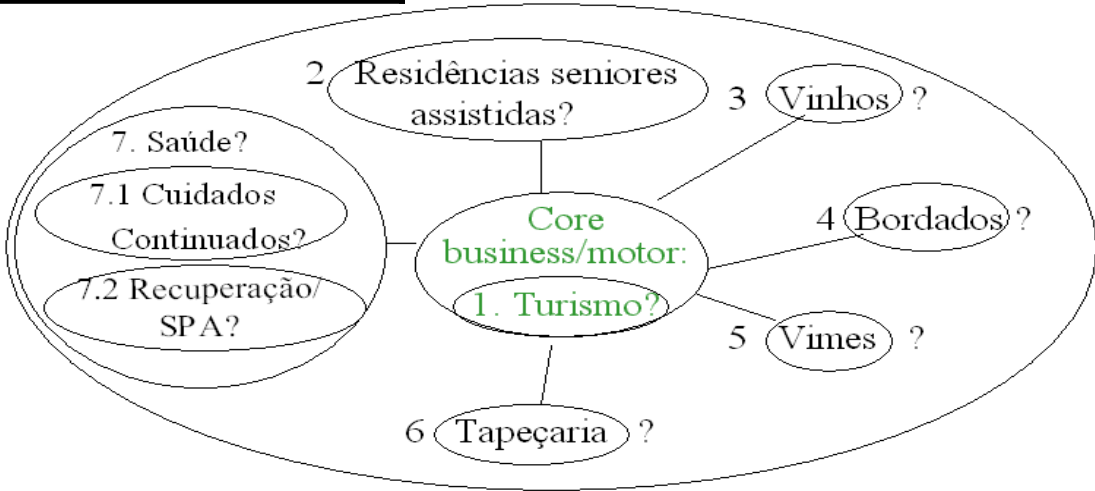 2 Residências seniores
assistidas?
3 Vinhos ?
7. Saúde?
7.1 Cuidados
Continuados?
7.2 Recuperação/
SPA?
Core
business/motor:
1. Turismo?
4 Bordados ?
5 Vimes ?
6 Tapeçaria ?